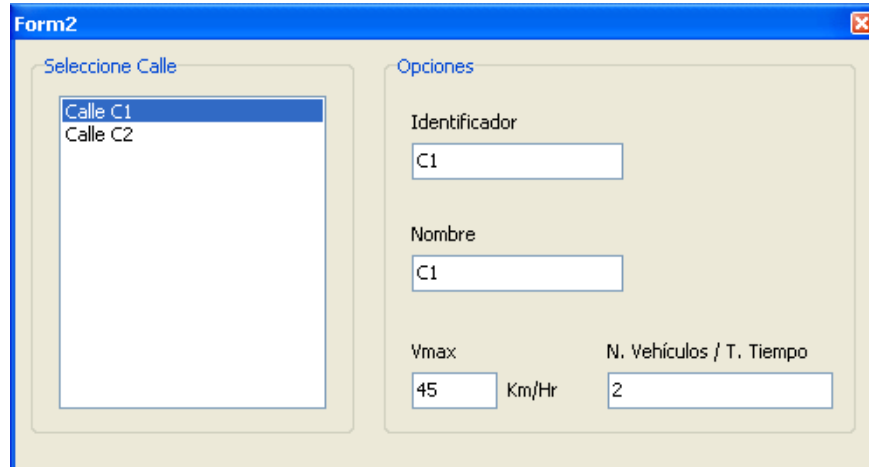 Form2
Seleccione Calle
Calle C1
Calle C2
Opciones
Identificador
C1
Nombre
C1
Vmax
45 Km/Hr
N. Vehículos / T. Tiempo
2